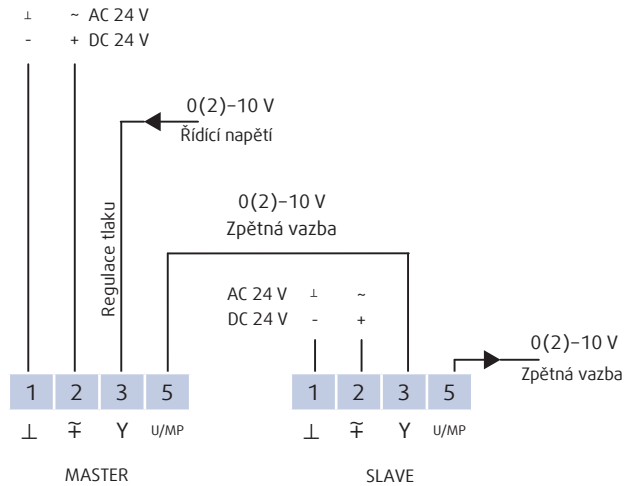 ⊥ ~ AC 24 V
- + DC 24 V
0(2)–10 V
Řídící napětí
Regulace tlaku
0(2)–10 V
Zpětná vazba
AC 24 V ⊥ ~
DC 24 V - +
0(2)–10 V
Zpětná vazba
1 2 3 5
⊥ ∓̃ Y U/MP
MASTER
1 2 3 5
⊥ ∓̃ Y U/MP
SLAVE